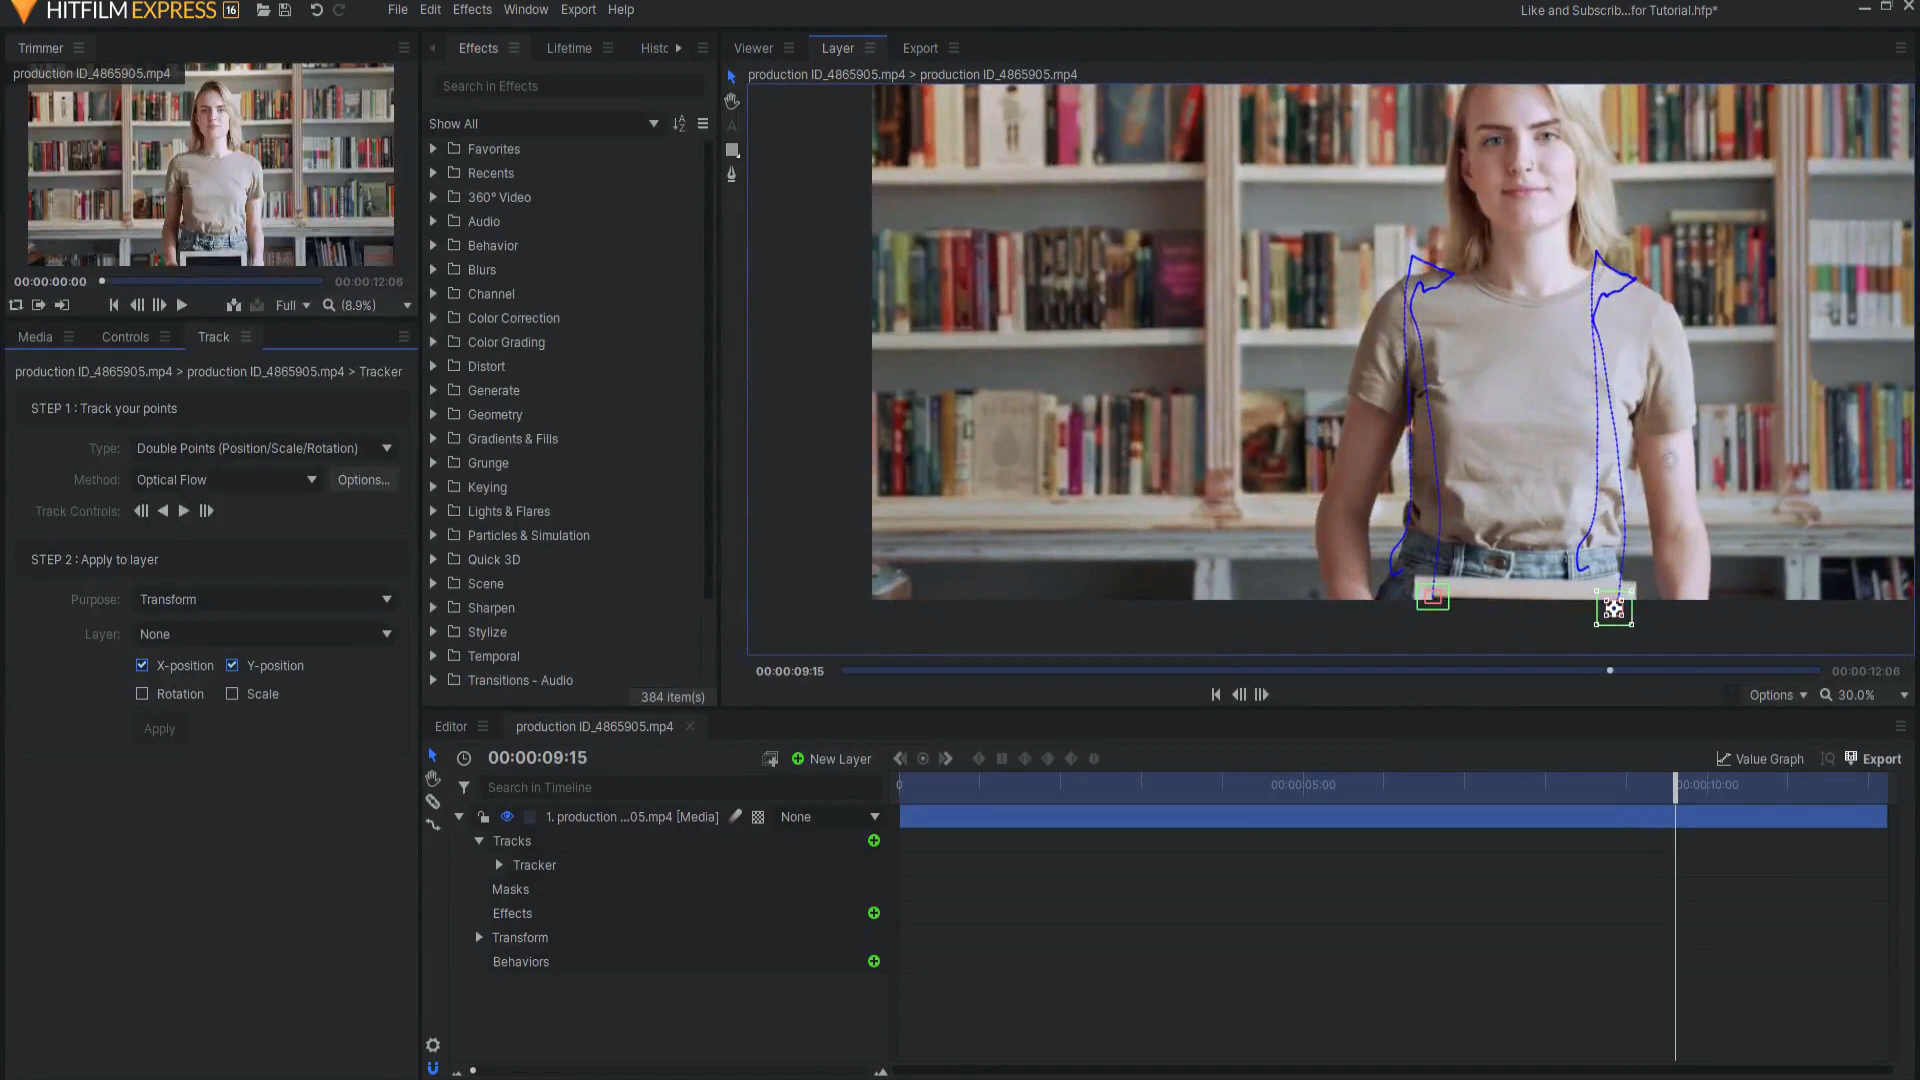 HITFILM EXPRESS 16
File Edit Effects Window Export Help
Like and Subscrib...for Tutorial.hfp*
Trimmer
production ID_4865905.mp4
00:00:00:00
00:00:12:06
Full
(8.9%)
Media
Controls
Track
production ID_4865905.mp4 > production ID_4865905.mp4 > Tracker
STEP 1 : Track your points
Type: Double Points (Position/Scale/Rotation)
Method: Optical Flow
Options...
Track Controls:
STEP 2 : Apply to layer
Purpose: Transform
Layer: None
X-position
Y-position
Rotation
Scale
Apply
Effects
Lifetime
Histc
Search in Effects
Show All
Favorites
Recents
360° Video
Audio
Behavior
Blurs
Channel
Color Correction
Color Grading
Distort
Generate
Geometry
Gradients & Fills
Grunge
Keying
Lights & Flares
Particles & Simulation
Quick 3D
Scene
Sharpen
Stylize
Temporal
Transitions - Audio
384 item(s)
Viewer
Layer
Export
production ID_4865905.mp4 > production ID_4865905.mp4
00:00:09:15
00:00:12:06
Options
30.0%
Editor
production ID_4865905.mp4
00:00:09:15
New Layer
Value Graph
Export
Search in Timeline
0
00:00:05:00
00:00:10:00
1. production ...05.mp4 [Media]
None
Tracks
Tracker
Masks
Effects
Transform
Behaviors